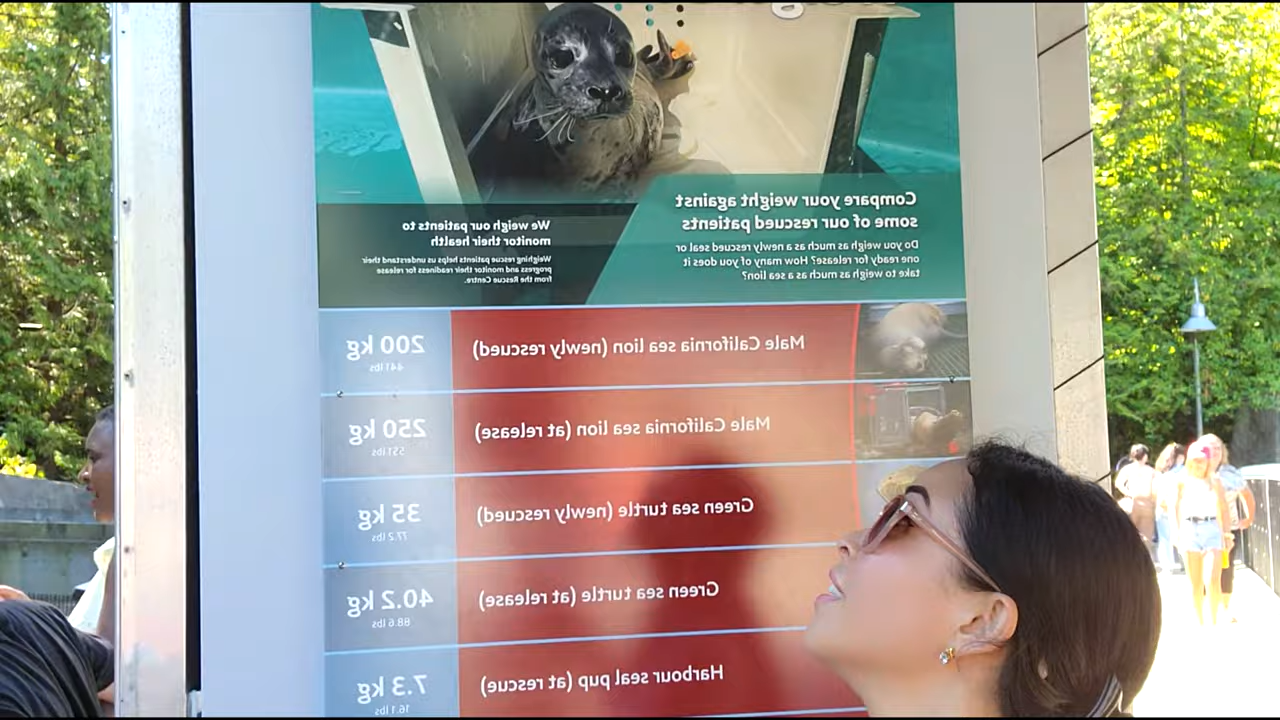 Compare your weight against
some of our rescued patients
Do you weigh as much as a newly rescued seal or
one ready for release? How many of you does it
take to weigh as much as a sea lion?
We weigh our patients to
monitor their health
Weighing rescue patients helps us understand their
progress and monitor their readiness for release
from the Rescue Centre.
Male California sea lion (newly rescued) 200 kg
441 lbs
Male California sea lion (at release) 250 kg
551 lbs
Green sea turtle (newly rescued) 35 kg
77.2 lbs
Green sea turtle (at release) 40.2 kg
88.6 lbs
Harbour seal pup (at rescue) 7.3 kg
16.1 lbs